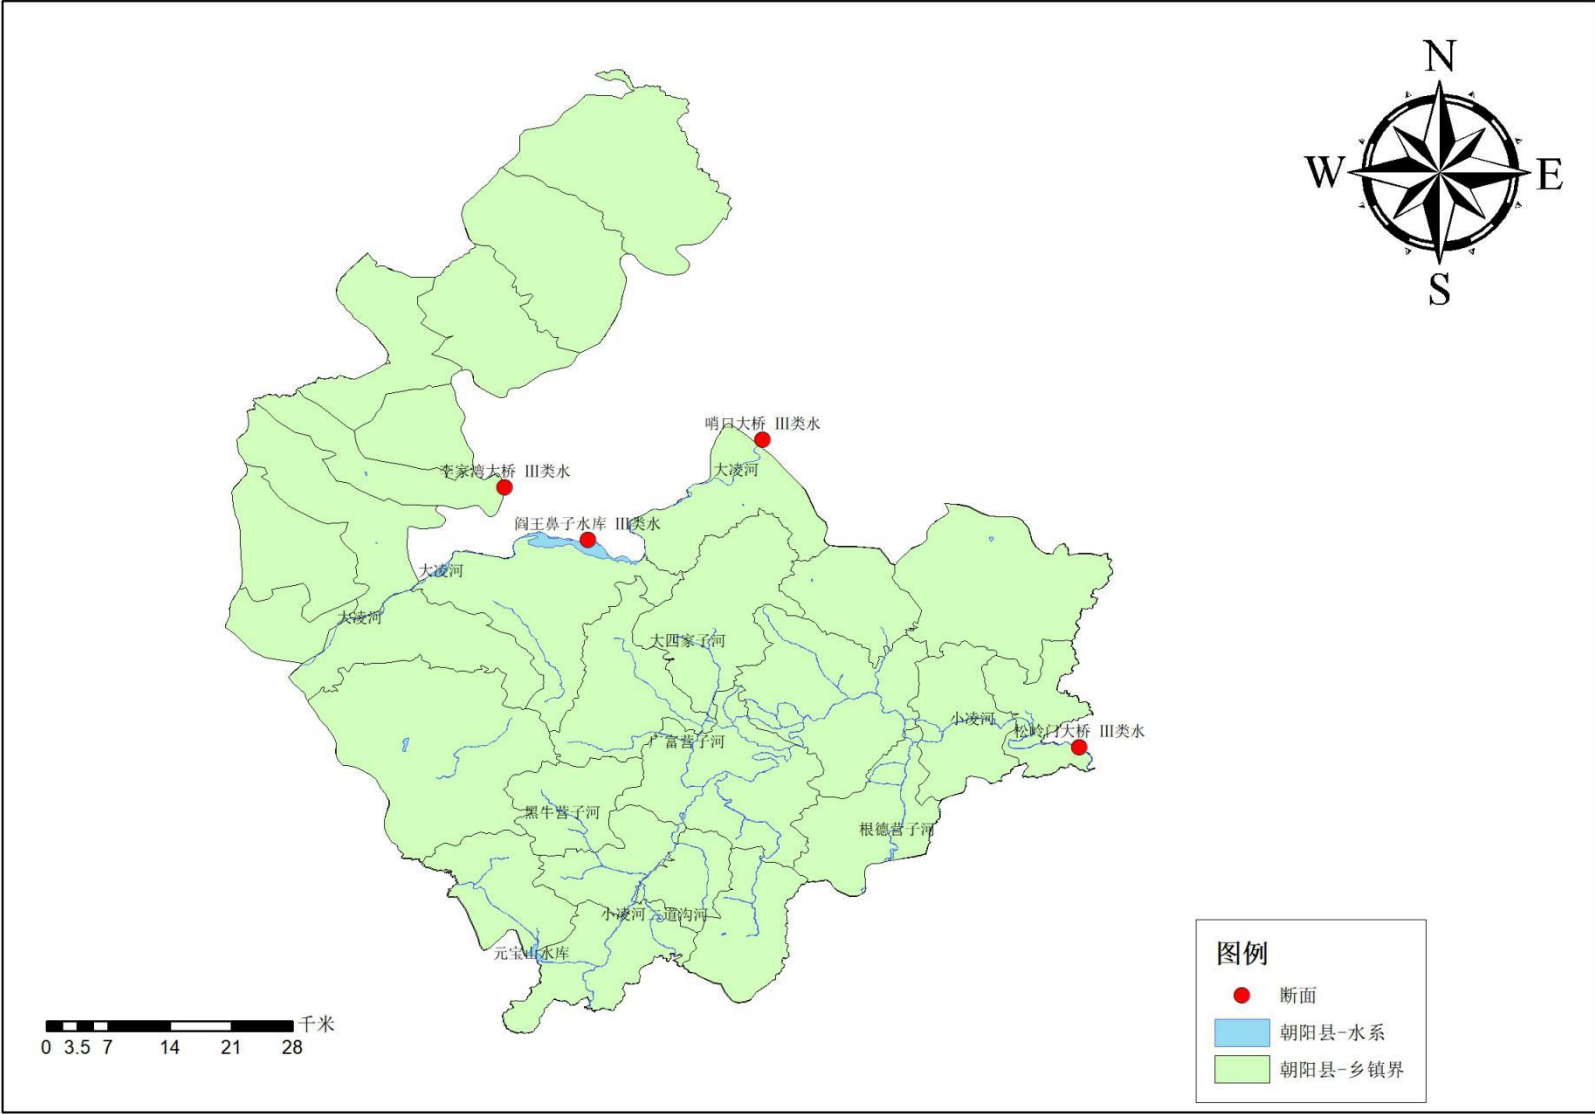 N
W
E
S
哨口大桥 III类水
大凌河
李家湾大桥 III类水
阎王鼻子水库 III类水
大凌河
大凌河
大四家子河
小凌河
松岭门大桥 III类水
广富营子河
黑牛营子河
根德营子河
小凌河
二道沟河
元宝山水库
图例
断面
朝阳县-水系
朝阳县-乡镇界
千米
0 3.5 7 14 21 28